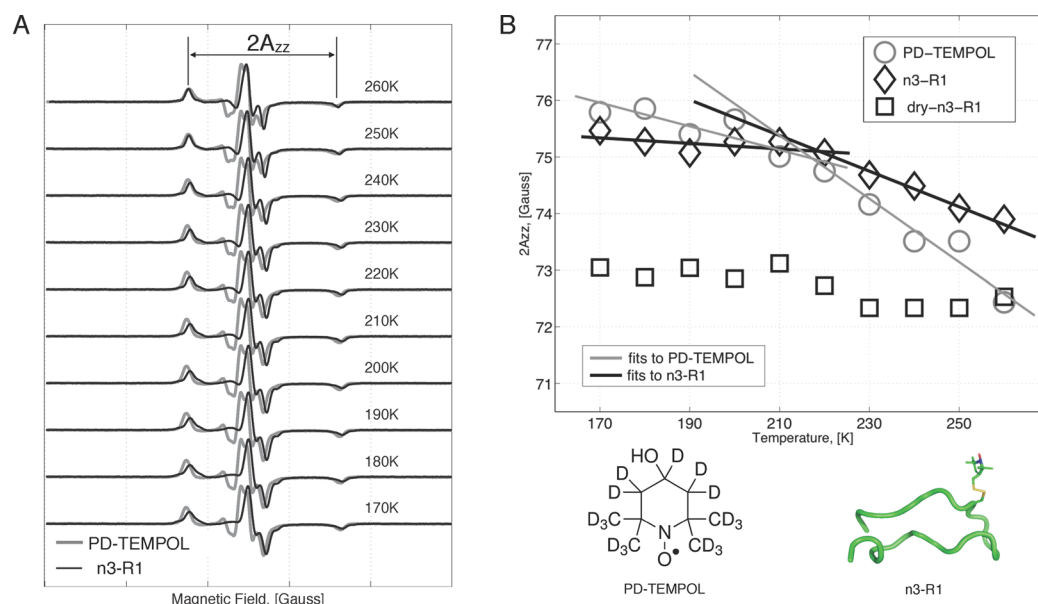 A
2Azz
260K
250K
240K
230K
220K
210K
200K
190K
180K
170K
PD-TEMPOL
n3-R1
Magnetic Field, [Gauss]
B
77
76
75
74
73
72
71
2Azz, [Gauss]
PD-TEMPOL
n3-R1
dry-n3-R1
fits to PD-TEMPOL
fits to n3-R1
170 190 210 230 250
Temperature, [K]
HO D
D D
D D
D3C CD3
D3C N CD3
O•
PD-TEMPOL
n3-R1